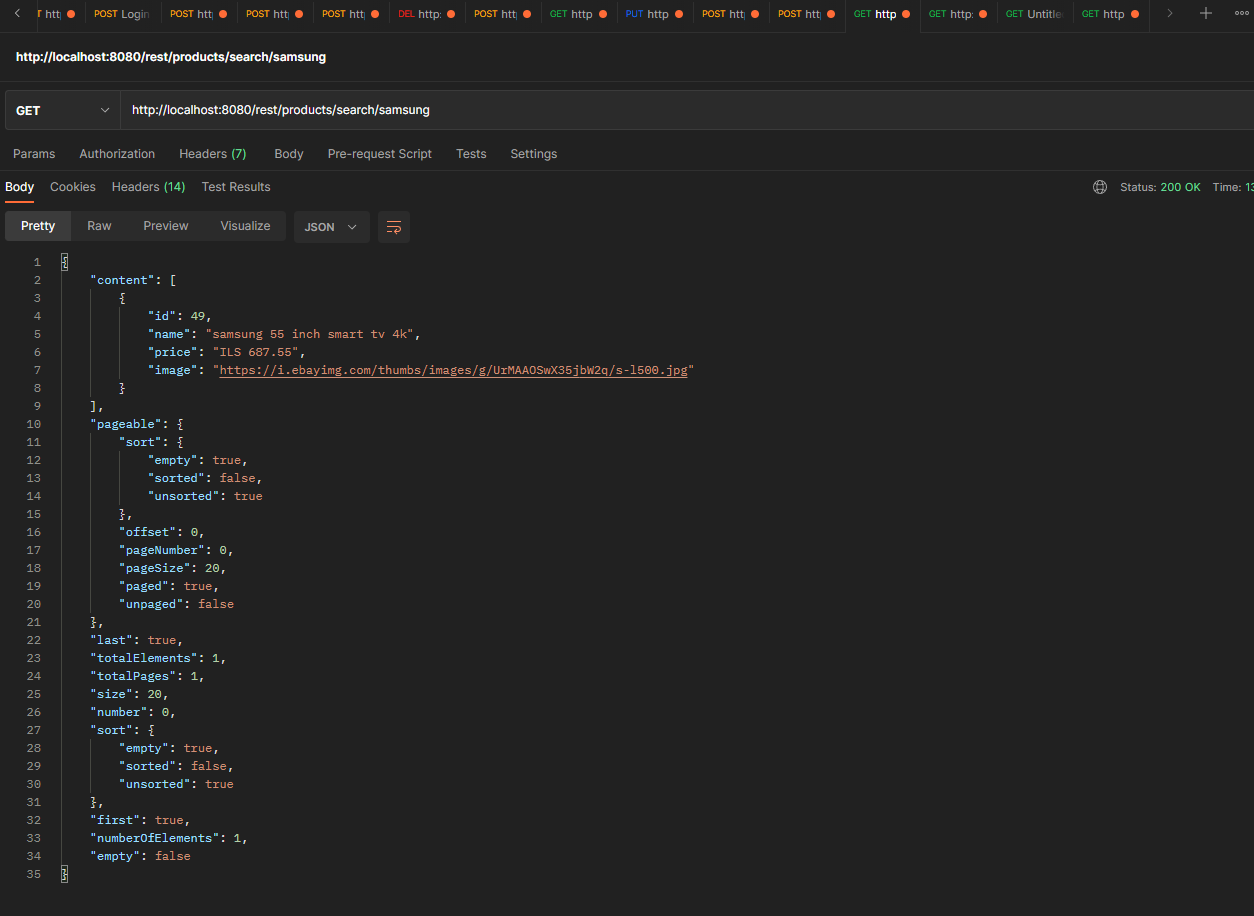 T htt POST Login POST htt POST htt POST htt DEL http: POST htt GET http PUT http POST htt POST htt GET http GET http: GET Untitle GET http
http://localhost:8080/rest/products/search/samsung
GET http://localhost:8080/rest/products/search/samsung
Params Authorization Headers (7) Body Pre-request Script Tests Settings
Body Cookies Headers (14) Test Results Status: 200 OK Time: 13
Pretty Raw Preview Visualize JSON
1 {
2 "content": [
3 {
4 "id": 49,
5 "name": "samsung 55 inch smart tv 4k",
6 "price": "ILS 687.55",
7 "image": "https://i.ebayimg.com/thumbs/images/g/UrMAAOSwX35jbW2q/s-l500.jpg"
8 }
9 ],
10 "pageable": {
11 "sort": {
12 "empty": true,
13 "sorted": false,
14 "unsorted": true
15 },
16 "offset": 0,
17 "pageNumber": 0,
18 "pageSize": 20,
19 "paged": true,
20 "unpaged": false
21 },
22 "last": true,
23 "totalElements": 1,
24 "totalPages": 1,
25 "size": 20,
26 "number": 0,
27 "sort": {
28 "empty": true,
29 "sorted": false,
30 "unsorted": true
31 },
32 "first": true,
33 "numberOfElements": 1,
34 "empty": false
35 }